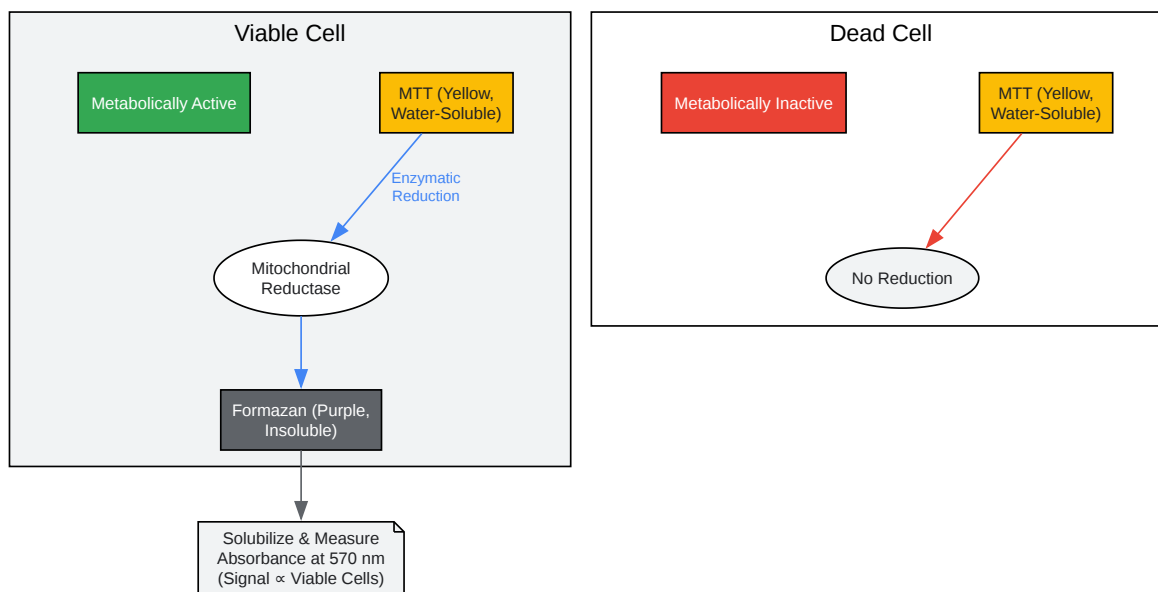 Viable Cell
Metabolically Active
MTT (Yellow,
Water-Soluble)
Enzymatic
Reduction
Mitochondrial
Reductase
Formazan (Purple,
Insoluble)
Solubilize & Measure
Absorbance at 570 nm
(Signal ∝ Viable Cells)
Dead Cell
Metabolically Inactive
MTT (Yellow,
Water-Soluble)
No Reduction